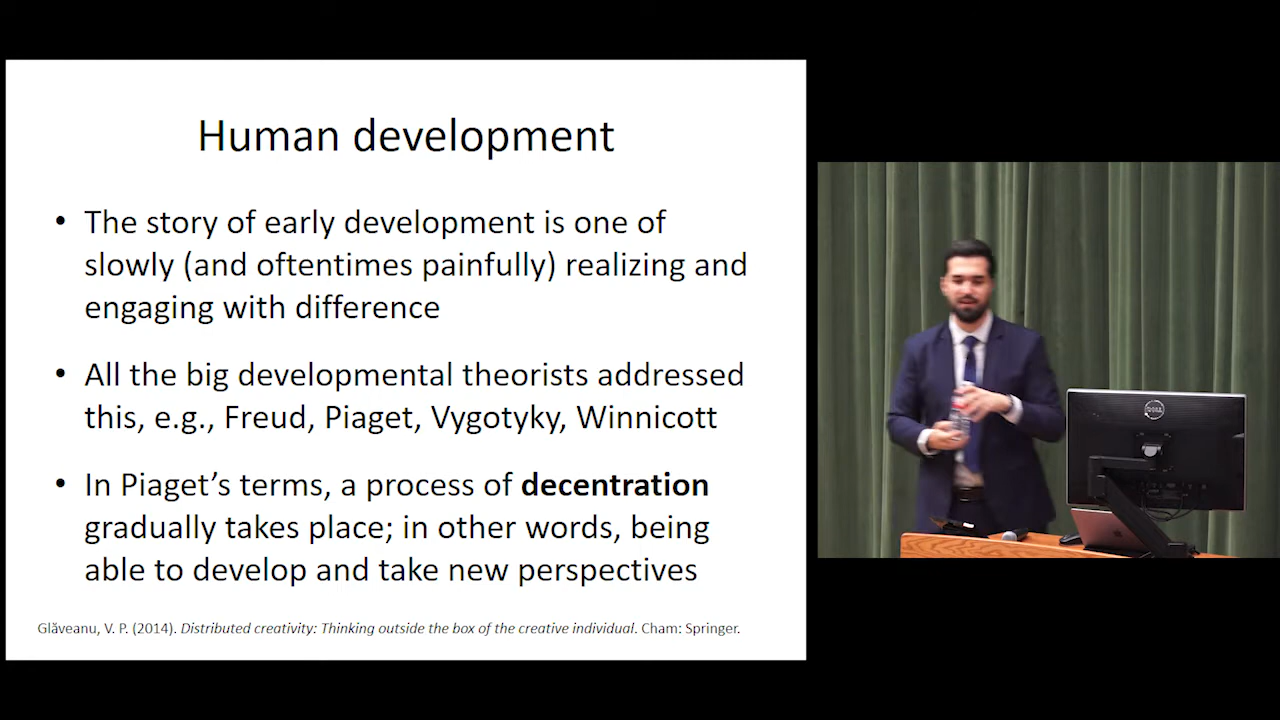 Human development
• The story of early development is one of
slowly (and oftentimes painfully) realizing and
engaging with difference
• All the big developmental theorists addressed
this, e.g., Freud, Piaget, Vygotyky, Winnicott
• In Piaget’s terms, a process of decentration
gradually takes place; in other words, being
able to develop and take new perspectives
Glăveanu, V. P. (2014). Distributed creativity: Thinking outside the box of the creative individual. Cham: Springer.
DELL